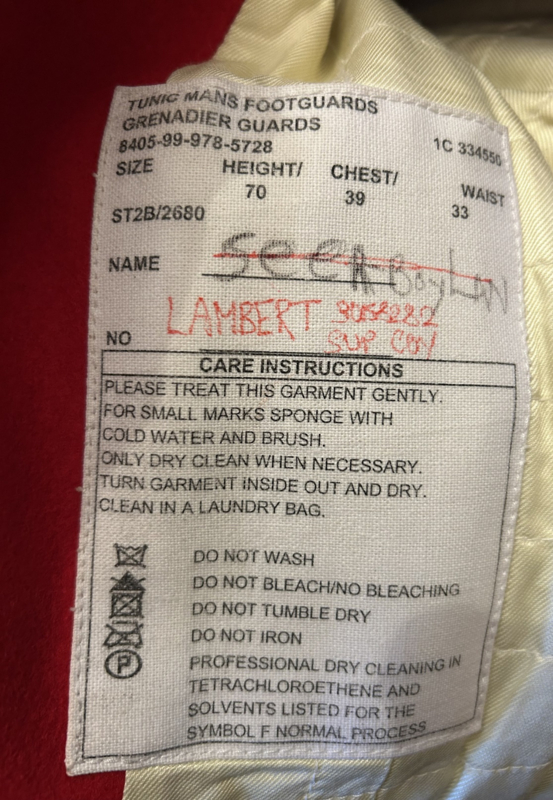 TUNIC MANS FOOTGUARDS
GRENADIER GUARDS
8405-99-978-5728 1C 334550
SIZE HEIGHT/ CHEST/ WAIST
70 39 33
ST2B/2680
NAME BOYLAN
LAMBERT
NO SUP COY
CARE INSTRUCTIONS
PLEASE TREAT THIS GARMENT GENTLY.
FOR SMALL MARKS SPONGE WITH
COLD WATER AND BRUSH.
ONLY DRY CLEAN WHEN NECESSARY.
TURN GARMENT INSIDE OUT AND DRY.
CLEAN IN A LAUNDRY BAG.
DO NOT WASH
DO NOT BLEACH/NO BLEACHING
DO NOT TUMBLE DRY
DO NOT IRON
P PROFESSIONAL DRY CLEANING IN
TETRACHLOROETHENE AND
SOLVENTS LISTED FOR THE
SYMBOL F NORMAL PROCESS